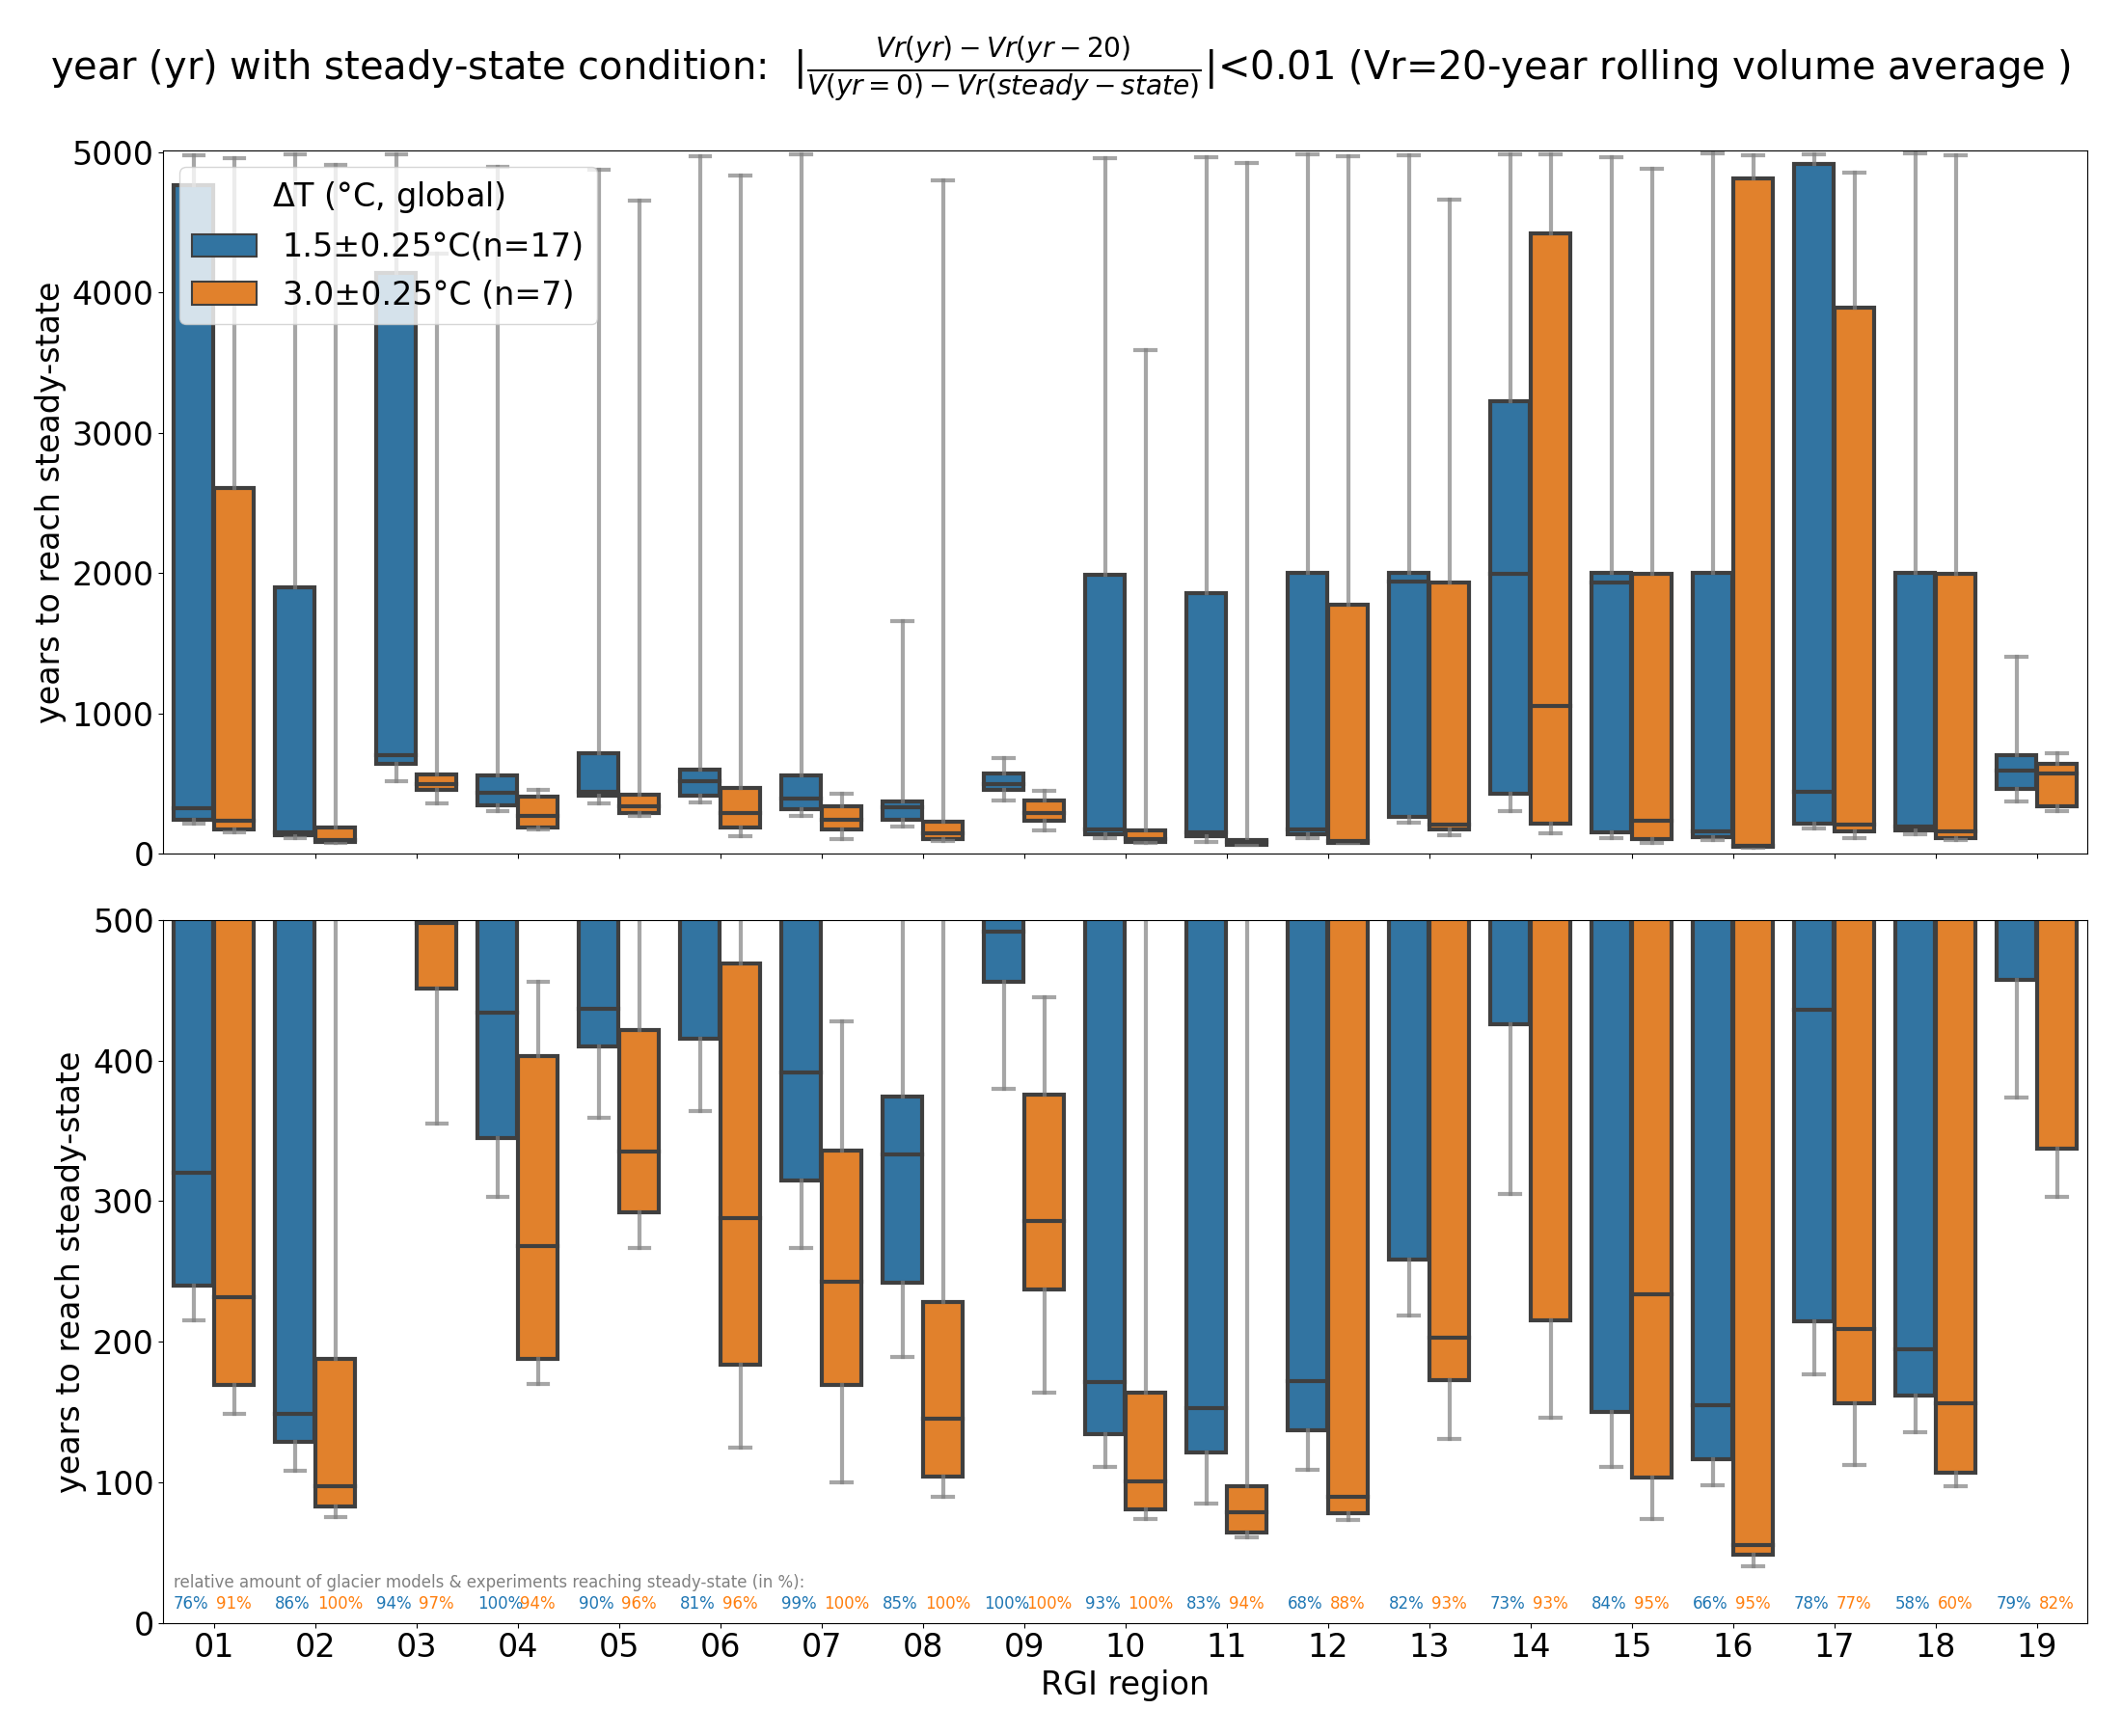 year (yr) with steady-state condition: |\frac{Vr(yr) − Vr(yr − 20)}{V(yr = 0) − Vr(steady − state)}|<0.01 (Vr=20-year rolling volume average )
5000
4000
3000
2000
1000
0
years to reach steady-state
ΔT (°C, global)
1.5±0.25°C(n=17)
3.0±0.25°C (n=7)
500
400
300
200
100
0
years to reach steady-state
relative amount of glacier models & experiments reaching steady-state (in %):
76% 91% 86% 100% 94% 97% 100% 94% 90% 96% 81% 96% 99% 100% 85% 100% 100% 100% 93% 100% 83% 94% 68% 88% 82% 93% 73% 93% 84% 95% 66% 95% 78% 77% 58% 60% 79% 82%
01 02 03 04 05 06 07 08 09 10 11 12 13 14 15 16 17 18 19
RGI region